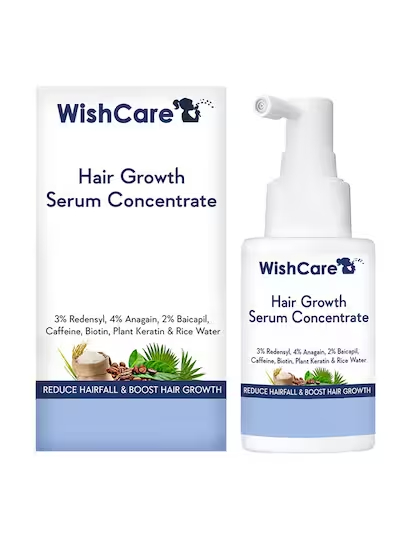 WishCare
Hair Growth
Serum Concentrate
3% Redensyl, 4% Anagain, 2% Baicapil,
Caffeine, Biotin, Plant Keratin & Rice Water
REDUCE HAIRFALL & BOOST HAIR GROWTH
WishCare
Hair Growth
Serum Concentrate
3% Redensyl, 4% Anagain, 2% Baicapil,
Caffeine, Biotin, Plant Keratin & Rice Water
REDUCE HAIRFALL & BOOST HAIR GROWTH